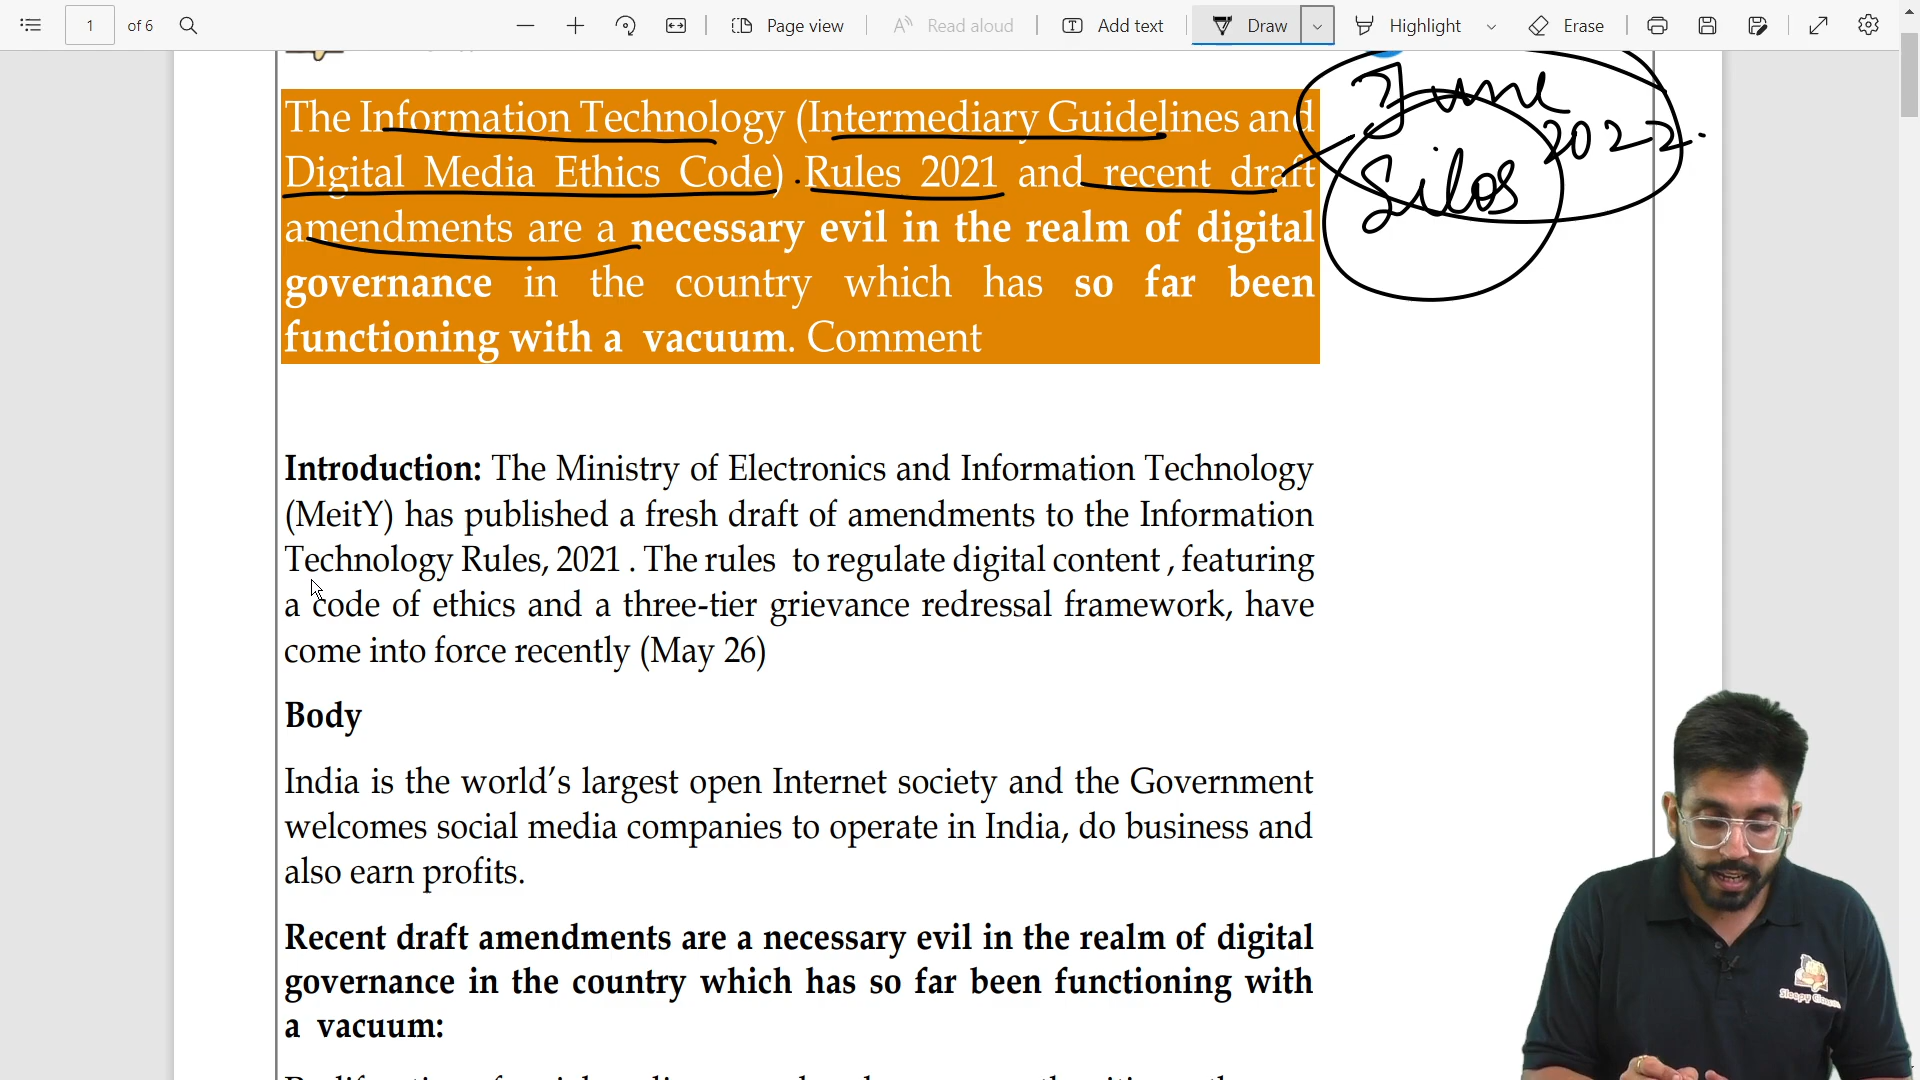 1 of 6 Page view Read aloud Add text Draw Highlight Erase
The Information Technology (Intermediary Guidelines and
Digital Media Ethics Code) Rules 2021 and recent draft
amendments are a necessary evil in the realm of digital
governance in the country which has so far been
functioning with a vacuum. Comment
June
2022.
Silos
Introduction: The Ministry of Electronics and Information Technology
(MeitY) has published a fresh draft of amendments to the Information
Technology Rules, 2021 . The rules to regulate digital content , featuring
a code of ethics and a three-tier grievance redressal framework, have
come into force recently (May 26)
Body
India is the world’s largest open Internet society and the Government
welcomes social media companies to operate in India, do business and
also earn profits.
Recent draft amendments are a necessary evil in the realm of digital
governance in the country which has so far been functioning with
a vacuum:
Sleepy Classes